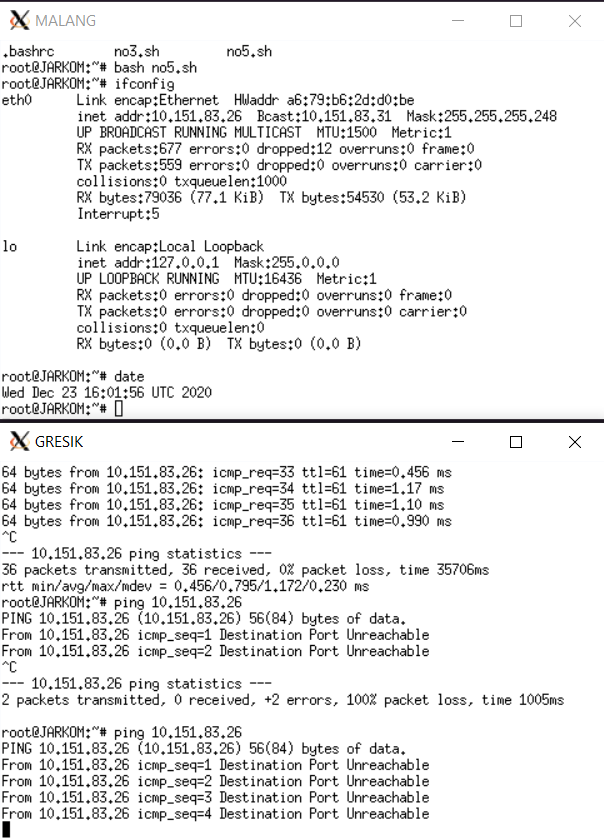 MALANG
.bashrc no3.sh no5.sh
root@JARKOM:~# bash no5.sh
root@JARKOM:~# ifconfig
eth0 Link encap:Ethernet HWaddr a6:79:b6:2d:d0:be
inet addr:10.151.83.26 Bcast:10.151.83.31 Mask:255.255.255.248
UP BROADCAST RUNNING MULTICAST MTU:1500 Metric:1
RX packets:677 errors:0 dropped:12 overruns:0 frame:0
TX packets:559 errors:0 dropped:0 overruns:0 carrier:0
collisions:0 txqueuelen:1000
RX bytes:79036 (77.1 KiB) TX bytes:54530 (53.2 KiB)
Interrupt:5
lo Link encap:Local Loopback
inet addr:127.0.0.1 Mask:255.0.0.0
UP LOOPBACK RUNNING MTU:16436 Metric:1
RX packets:0 errors:0 dropped:0 overruns:0 frame:0
TX packets:0 errors:0 dropped:0 overruns:0 carrier:0
collisions:0 txqueuelen:0
RX bytes:0 (0.0 B) TX bytes:0 (0.0 B)
root@JARKOM:~# date
Wed Dec 23 16:01:56 UTC 2020
root@JARKOM:~#
GRESIK
64 bytes from 10.151.83.26: icmp_req=33 ttl=61 time=0.456 ms
64 bytes from 10.151.83.26: icmp_req=34 ttl=61 time=1.17 ms
64 bytes from 10.151.83.26: icmp_req=35 ttl=61 time=1.10 ms
64 bytes from 10.151.83.26: icmp_req=36 ttl=61 time=0.990 ms
^C
--- 10.151.83.26 ping statistics ---
36 packets transmitted, 36 received, 0% packet loss, time 35706ms
rtt min/avg/max/mdev = 0.456/0.795/1.172/0.230 ms
root@JARKOM:~# ping 10.151.83.26
PING 10.151.83.26 (10.151.83.26) 56(84) bytes of data.
From 10.151.83.26 icmp_seq=1 Destination Port Unreachable
From 10.151.83.26 icmp_seq=2 Destination Port Unreachable
^C
--- 10.151.83.26 ping statistics ---
2 packets transmitted, 0 received, +2 errors, 100% packet loss, time 1005ms
root@JARKOM:~# ping 10.151.83.26
PING 10.151.83.26 (10.151.83.26) 56(84) bytes of data.
From 10.151.83.26 icmp_seq=1 Destination Port Unreachable
From 10.151.83.26 icmp_seq=2 Destination Port Unreachable
From 10.151.83.26 icmp_seq=3 Destination Port Unreachable
From 10.151.83.26 icmp_seq=4 Destination Port Unreachable